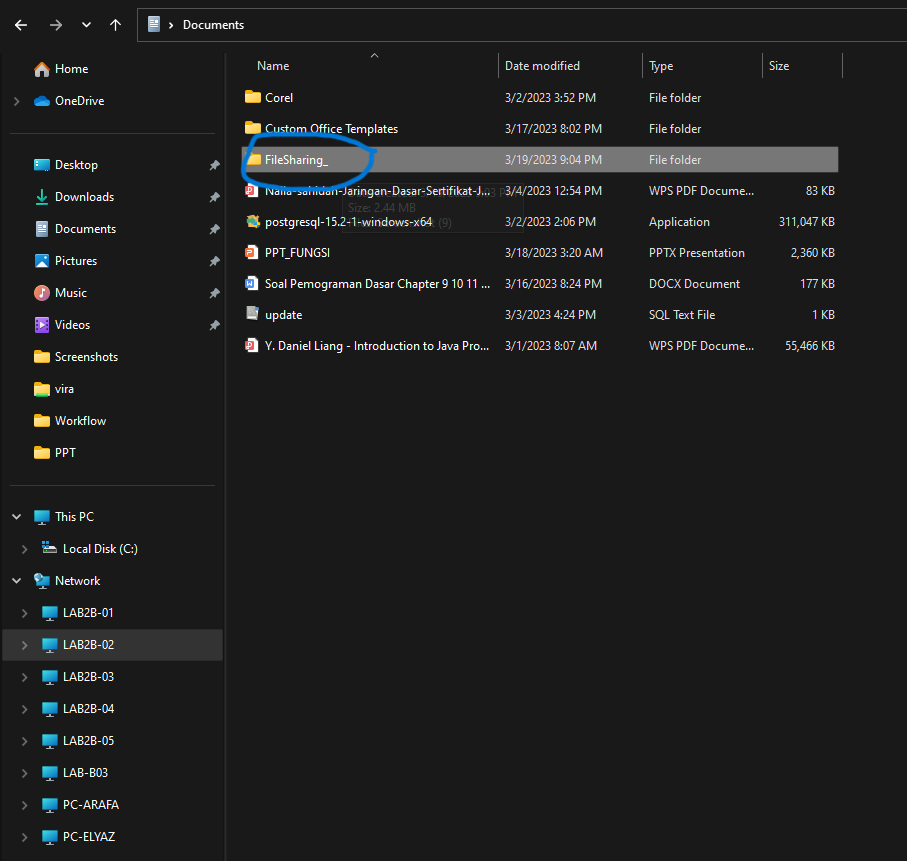 Documents
Home
OneDrive
Desktop
Downloads
Documents
Pictures
Music
Videos
Screenshots
vira
Workflow
PPT
This PC
Local Disk (C:)
Network
LAB2B-01
LAB2B-02
LAB2B-03
LAB2B-04
LAB2B-05
LAB-B03
PC-ARAFA
PC-ELYAZ
Name Date modified Type Size
Corel 3/2/2023 3:52 PM File folder
Custom Office Templates 3/17/2023 8:02 PM File folder
FileSharing_ 3/19/2023 9:04 PM File folder
Jaringan-Dasar-Sertifikat-J... 3/4/2023 12:54 PM WPS PDF Docume... 83 KB
Size: 2.44 MB
postgresql-15.2-1-windows-x64 3/2/2023 2:06 PM Application 311,047 KB
PPT_FUNGSI 3/18/2023 3:20 AM PPTX Presentation 2,360 KB
Soal Pemograman Dasar Chapter 9 10 11 ... 3/16/2023 8:24 PM DOCX Document 177 KB
update 3/3/2023 4:24 PM SQL Text File 1 KB
Y. Daniel Liang - Introduction to Java Pro... 3/1/2023 8:07 AM WPS PDF Docume... 55,466 KB